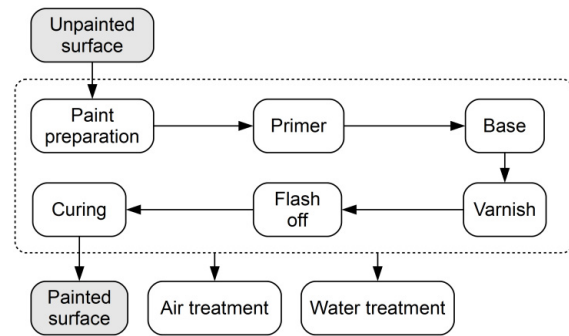 Unpainted
surface
Paint
preparation
Primer
Base
Curing
Flash
off
Varnish
Painted
surface
Air treatment
Water treatment